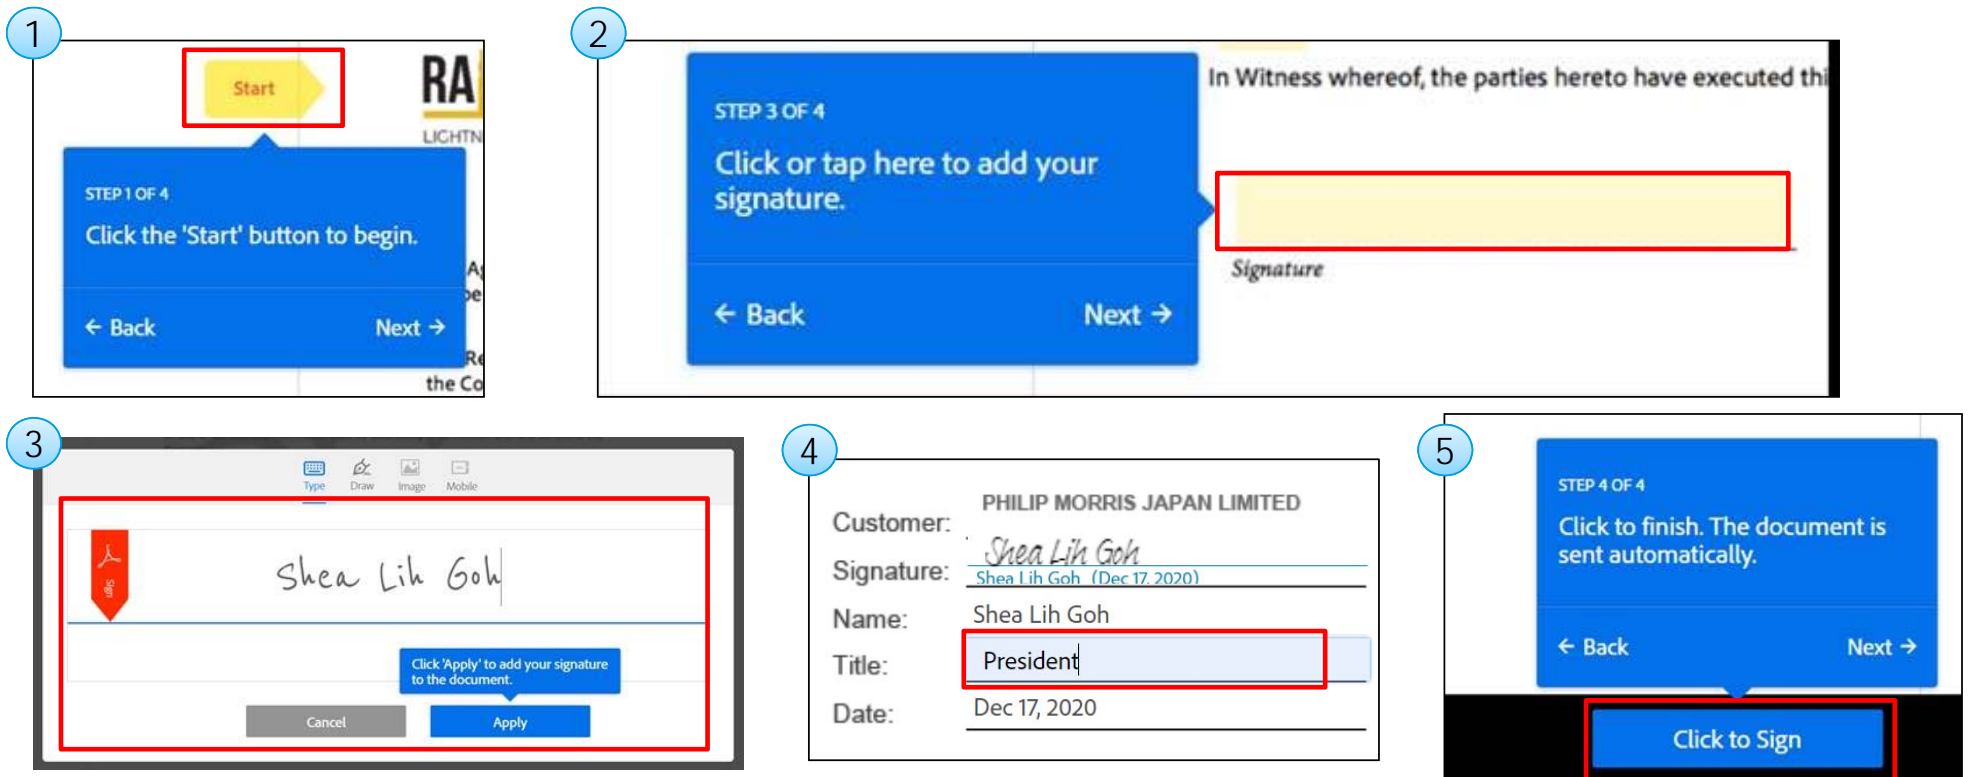 1
Start
RA
LIGHTN
STEP 1 OF 4
Click the 'Start' button to begin.
← Back
Next →
the Co
2
STEP 3 OF 4
Click or tap here to add your
signature.
← Back
Next →
In Witness whereof, the parties hereto have executed thi
Signature
3
Type
Draw
Image
Mobile
Sign
Shea Lih Goh
Click 'Apply' to add your signature
to the document.
Cancel
Apply
4
Customer:
PHILIP MORRIS JAPAN LIMITED
Signature:
Shea Lih Goh
Shea Lih Goh (Dec 17, 2020)
Name:
Shea Lih Goh
Title:
President
Date:
Dec 17, 2020
5
STEP 4 OF 4
Click to finish. The document is
sent automatically.
← Back
Next →
Click to Sign